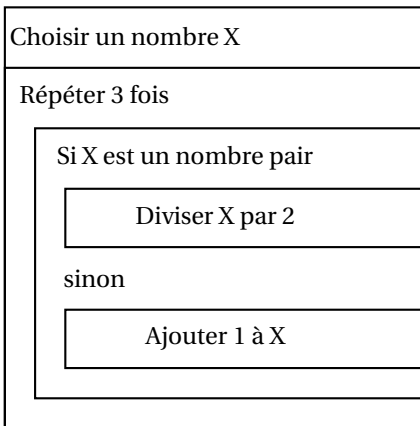 Choisir un nombre X
Répéter 3 fois
Si X est un nombre pair
Diviser X par 2
sinon
Ajouter 1 à X